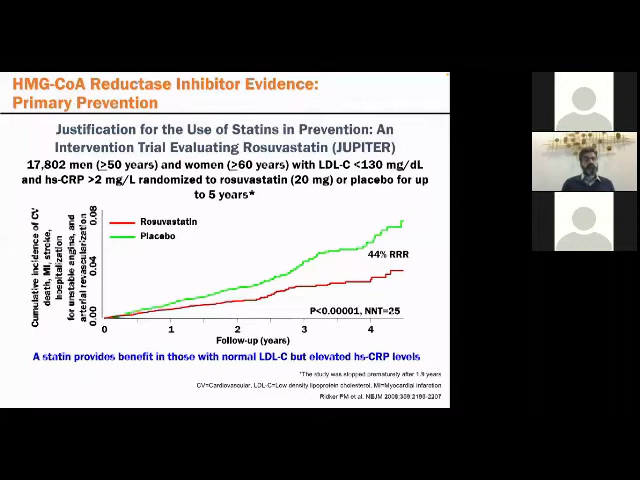 HMG-CoA Reductase Inhibitor Evidence:
Primary Prevention
Justification for the Use of Statins in Prevention: An
Intervention Trial Evaluating Rosuvastatin (JUPITER)
17,802 men (≥50 years) and women (≥60 years) with LDL-C <130 mg/dL
and hs-CRP >2 mg/L randomized to rosuvastatin (20 mg) or placebo for up
to 5 years*
Cumulative incidence of CV
death, MI, stroke,
hospitalization
for unstable angina, and
arterial revascularization
0.08
0.04
0.00
Rosuvastatin
Placebo
44% RRR
P<0.00001, NNT=25
0 1 2 3 4
Follow-up (years)
A statin provides benefit in those with normal LDL-C but elevated hs-CRP levels
*The study was stopped prematurely after 1.9 years
CV=Cardiovascular, LDL-C=Low density lipoprotein cholesterol, MI=Myocardial infarction
Ridker PM et al. NEJM 2008;359:2195-2207